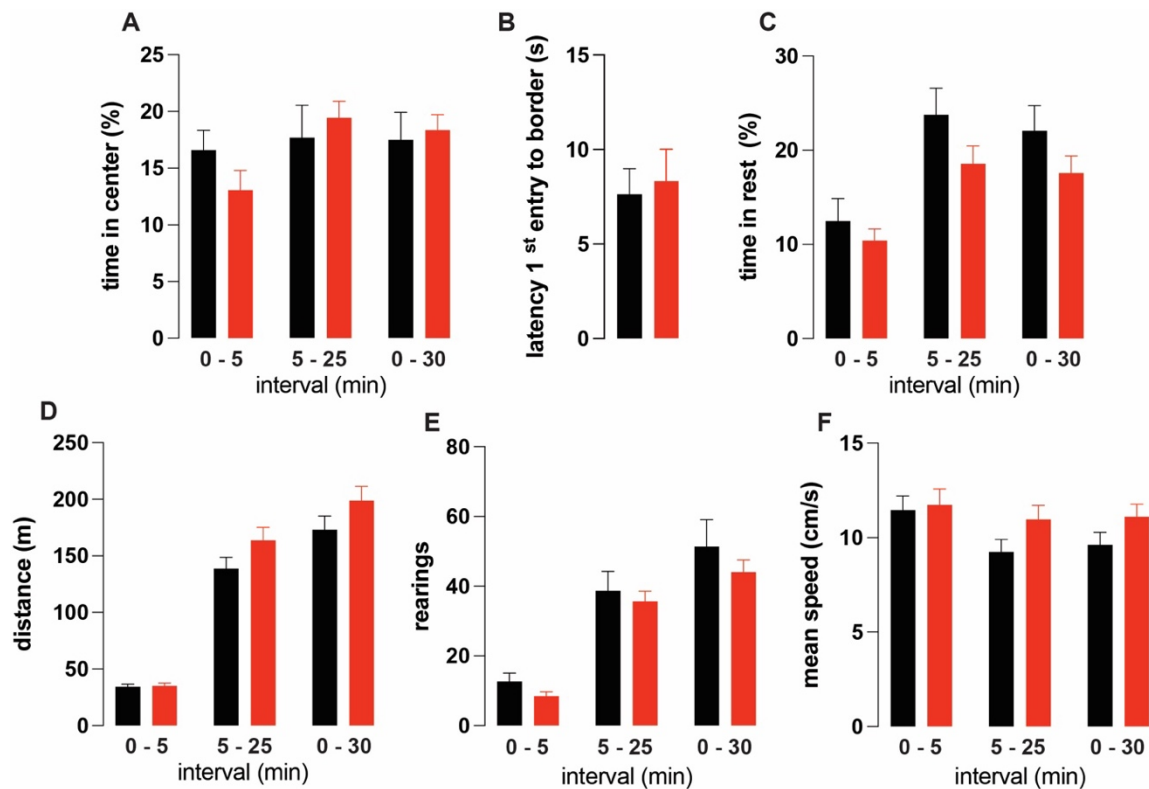 A
time in center (%)
25
20
15
10
5
0
0 - 5
5 - 25
0 - 30
interval (min)
B
latency 1 st entry to border (s)
15
10
5
0
C
time in rest (%)
30
20
10
0
0 - 5
5 - 25
0 - 30
interval (min)
D
distance (m)
250
200
150
100
50
0
0 - 5
5 - 25
0 - 30
interval (min)
E
rearings
80
60
40
20
0
0 - 5
5 - 25
0 - 30
interval (min)
F
mean speed (cm/s)
15
10
5
0
0 - 5
5 - 25
0 - 30
interval (min)